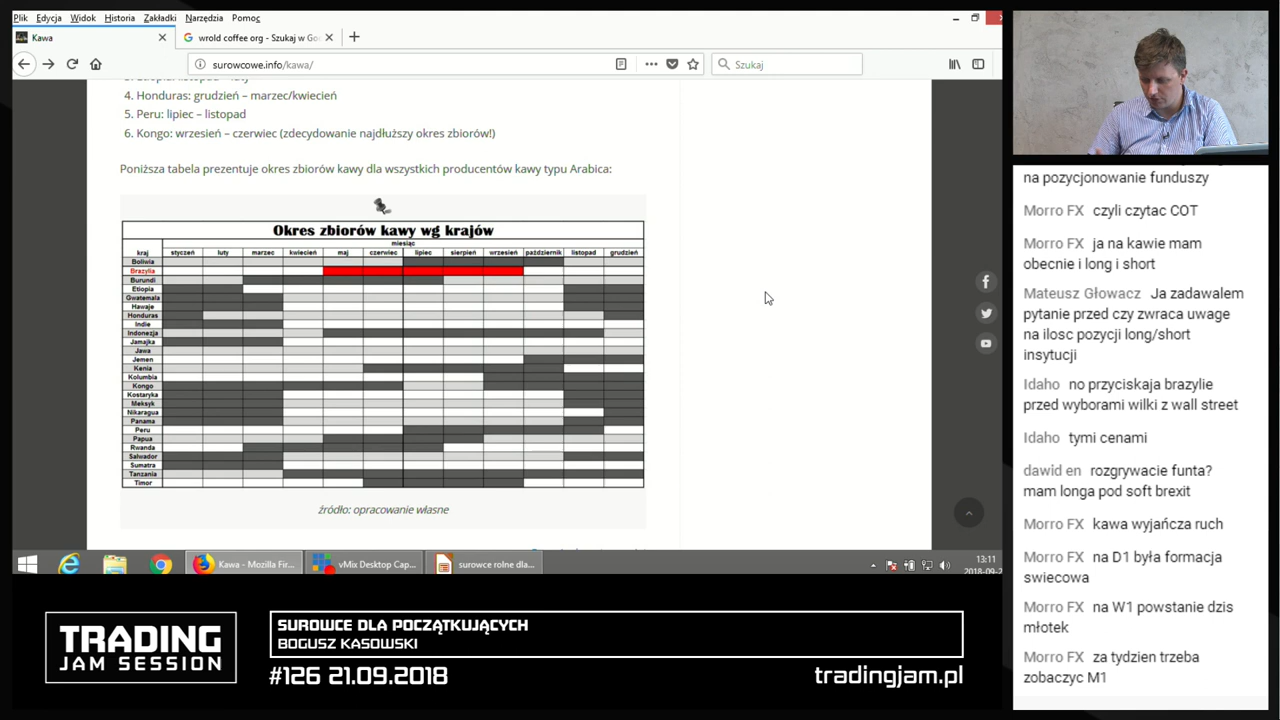 Plik Edycja Widok Historia Zakładki Narzędzia Pomoc
Kawa
wrold coffee org - Szukaj w Goo
surowcowe.info/kawa/
Szukaj
4. Honduras: grudzień – marzec/kwiecień
5. Peru: lipiec – listopad
6. Kongo: wrzesień – czerwiec (zdecydowanie najdłuższy okres zbiorów!)
Poniższa tabela prezentuje okres zbiorów kawy dla wszystkich producentów kawy typu Arabica:
Okres zbiorów kawy wg krajów
miesiąc
kraj styczeń luty marzec kwiecień maj czerwiec lipiec sierpień wrzesień październik listopad grudzień
Boliwia
Brazylia
Burundi
Etiopia
Gwatemala
Hawaje
Honduras
Indie
Indonezja
Jamajka
Jawa
Jemen
Kenia
Kolumbia
Kongo
Kostaryka
Meksyk
Nikaragua
Panama
Peru
Papua
Rwanda
Salwador
Sumatra
Tanzania
Timor
źródło: opracowanie własne
Kawa - Mozilla Fir...
vMix Desktop Cap...
surowce rolne dla...
13:11
2018-09-2
na pozycjonowanie funduszy
Morro FX czyli czytac COT
Morro FX ja na kawie mam
obecnie i long i short
Mateusz Głowacz Ja zadawalem
pytanie przed czy zwraca uwage
na ilosc pozycji long/short
insytucji
Idaho no przyciskaja brazylie
przed wyborami wilki z wall street
Idaho tymi cenami
dawid en rozgrywacie funta?
mam longa pod soft brexit
Morro FX kawa wyjańcza ruch
Morro FX na D1 była formacja
swiecowa
Morro FX na W1 powstanie dzis
młotek
Morro FX za tydzien trzeba
zobaczyc M1
TRADING
JAM SESSION
SUROWCE DLA POCZĄTKUJĄCYCH
BOGUSZ KASOWSKI
#126 21.09.2018
tradingjam.pl